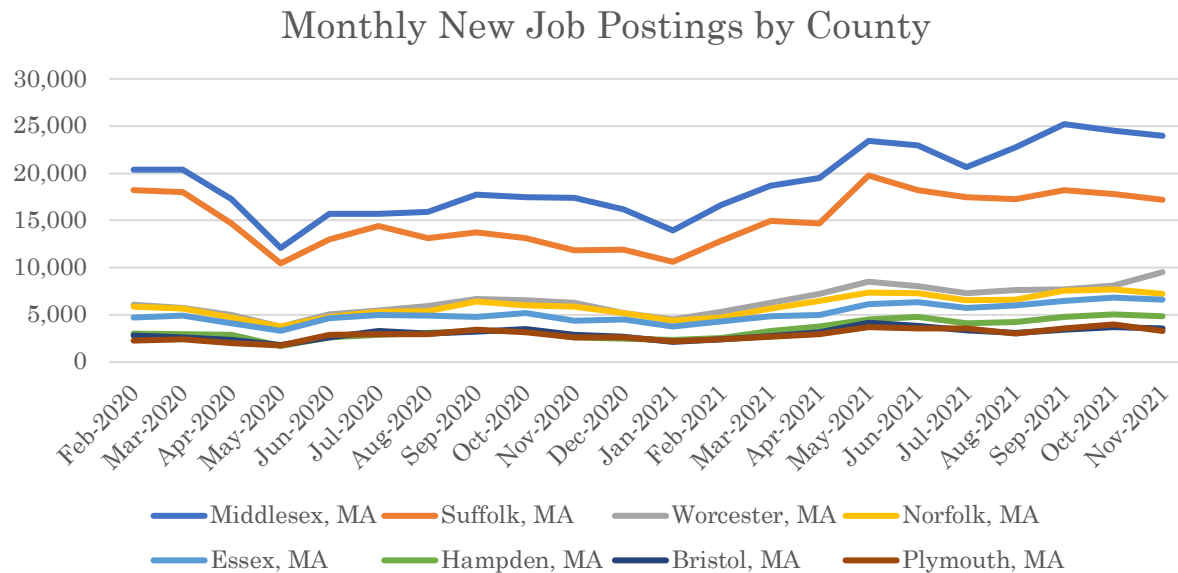 Monthly New Job Postings by County
30,000
25,000
20,000
15,000
10,000
5,000
0
Feb-2020
Mar-2020
Apr-2020
May-2020
Jun-2020
Jul-2020
Aug-2020
Sep-2020
Oct-2020
Nov-2020
Dec-2020
Jan-2021
Feb-2021
Mar-2021
Apr-2021
May-2021
Jun-2021
Jul-2021
Aug-2021
Sep-2021
Oct-2021
Nov-2021
Middlesex, MA Suffolk, MA Worcester, MA Norfolk, MA
Essex, MA Hampden, MA Bristol, MA Plymouth, MA